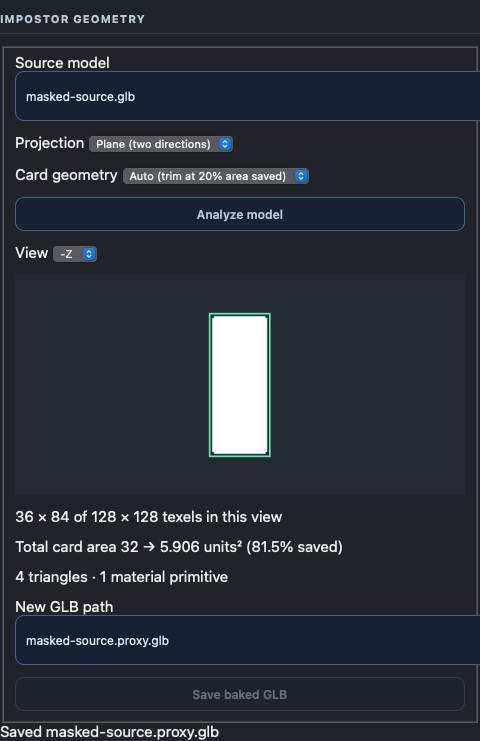 IMPOSTOR GEOMETRY
Source model
masked-source.glb
Projection Plane (two directions)
Card geometry Auto (trim at 20% area saved)
Analyze model
View -Z
36 × 84 of 128 × 128 texels in this view
Total card area 32 → 5.906 units² (81.5% saved)
4 triangles · 1 material primitive
New GLB path
masked-source.proxy.glb
Save baked GLB
Saved masked-source.proxy.glb